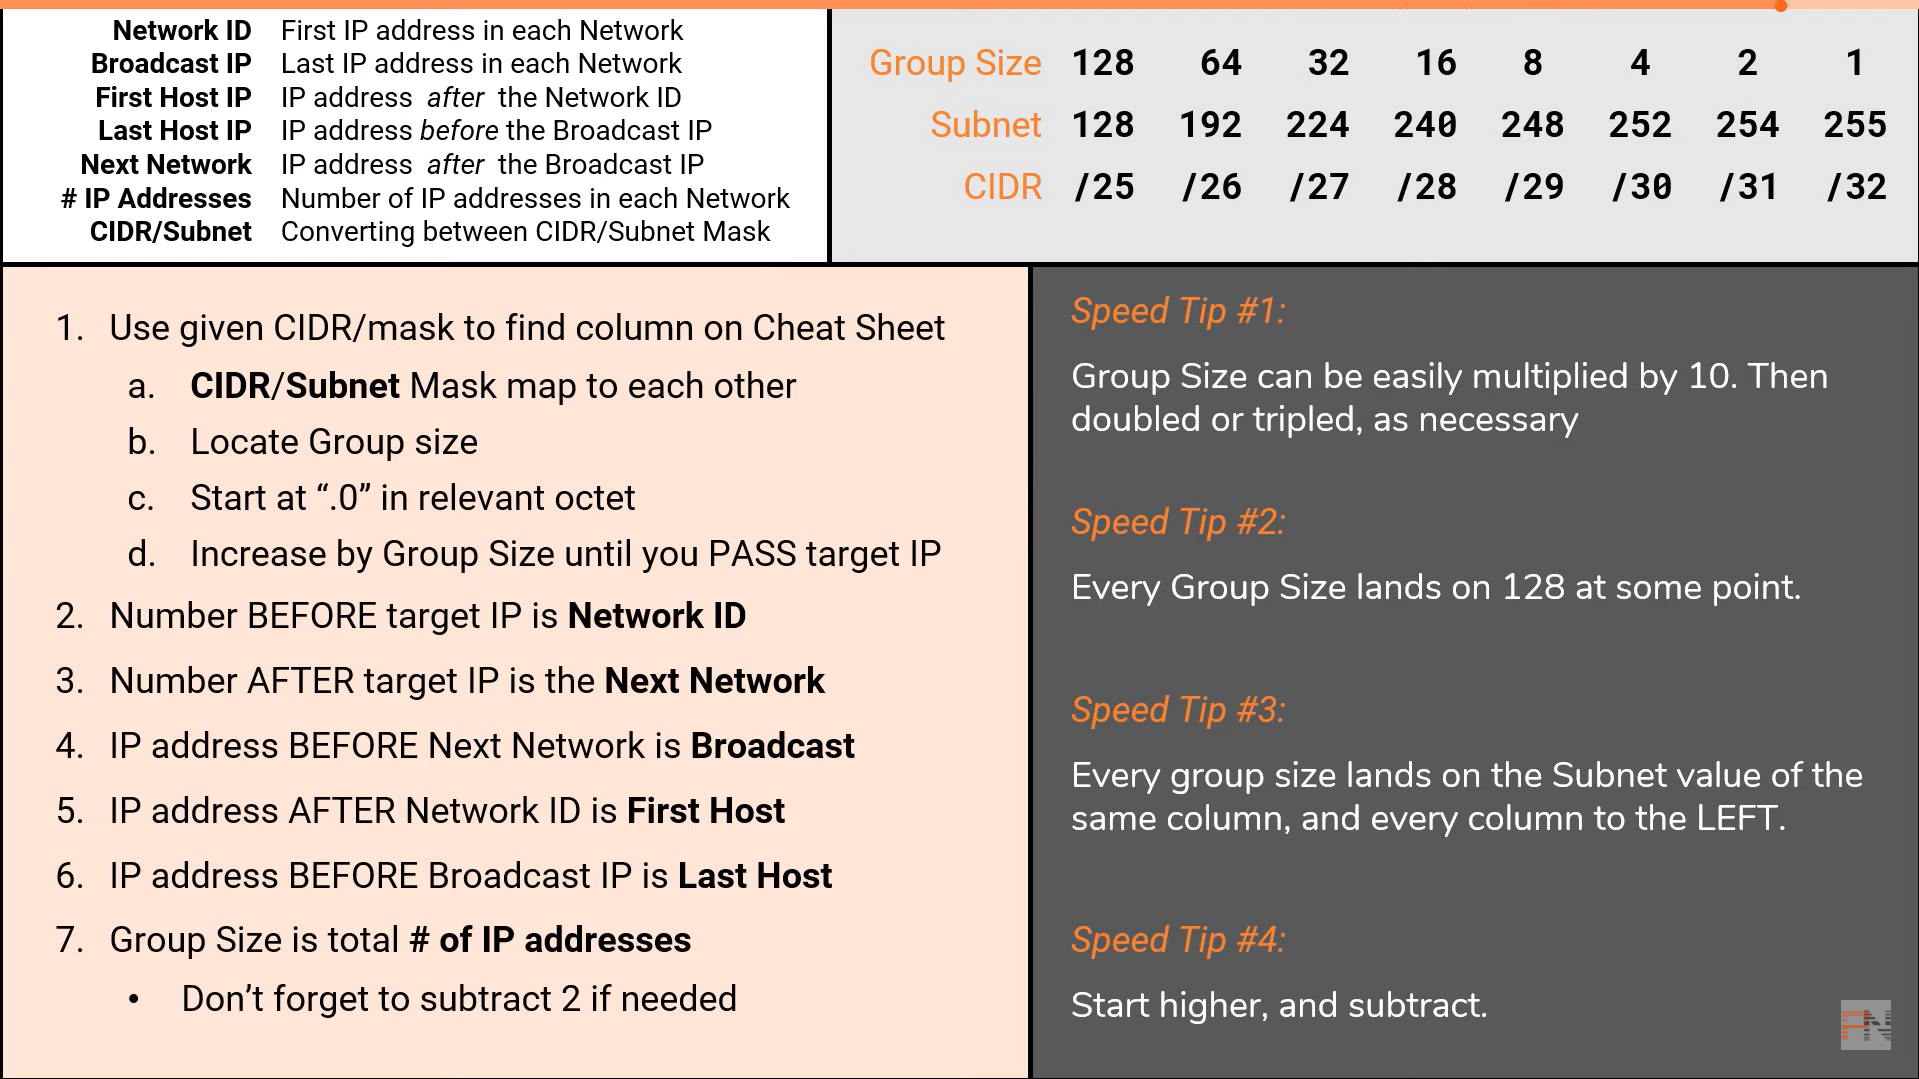 Network ID First IP address in each Network
Broadcast IP Last IP address in each Network
First Host IP IP address after the Network ID
Last Host IP IP address before the Broadcast IP
Next Network IP address after the Broadcast IP
# IP Addresses Number of IP addresses in each Network
CIDR/Subnet Converting between CIDR/Subnet Mask
Group Size 128 64 32 16 8 4 2 1
Subnet 128 192 224 240 248 252 254 255
CIDR /25 /26 /27 /28 /29 /30 /31 /32
1. Use given CIDR/mask to find column on Cheat Sheet
a. CIDR/Subnet Mask map to each other
b. Locate Group size
c. Start at “.0” in relevant octet
d. Increase by Group Size until you PASS target IP
2. Number BEFORE target IP is Network ID
3. Number AFTER target IP is the Next Network
4. IP address BEFORE Next Network is Broadcast
5. IP address AFTER Network ID is First Host
6. IP address BEFORE Broadcast IP is Last Host
7. Group Size is total # of IP addresses
• Don’t forget to subtract 2 if needed
Speed Tip #1:
Group Size can be easily multiplied by 10. Then
doubled or tripled, as necessary
Speed Tip #2:
Every Group Size lands on 128 at some point.
Speed Tip #3:
Every group size lands on the Subnet value of the
same column, and every column to the LEFT.
Speed Tip #4:
Start higher, and subtract.
PN